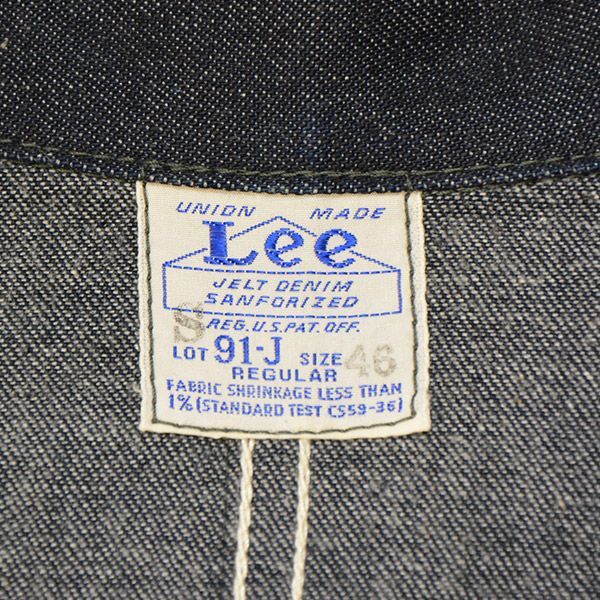 UNION MADE
Lee
JELT DENIM
SANFORIZED
S REG. U.S. PAT. OFF.
LOT 91-J SIZE 46
REGULAR
FABRIC SHRINKAGE LESS THAN
1% (STANDARD TEST CS59-36)